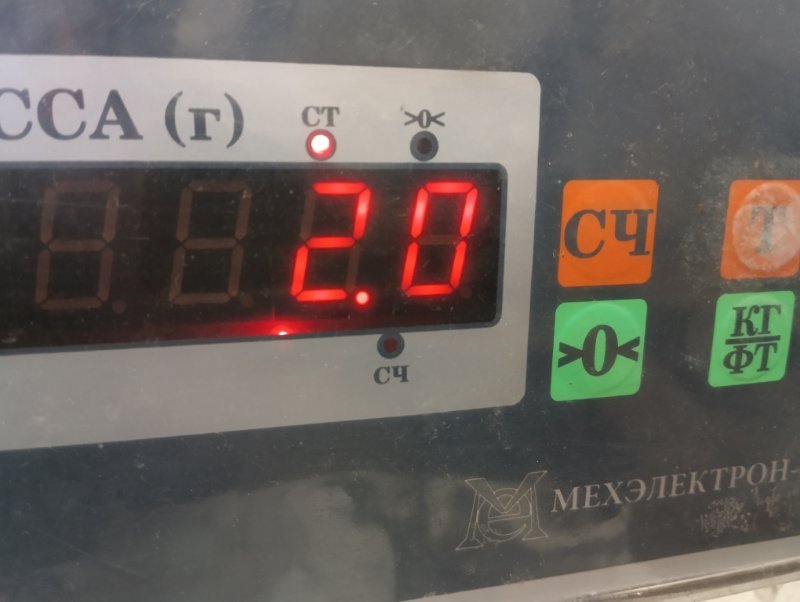 ССА (г)
СТ
>0<
2.0
СЧ
Т
СЧ
>0<
КГ
ФТ
МЕХЭЛЕКТРОН-